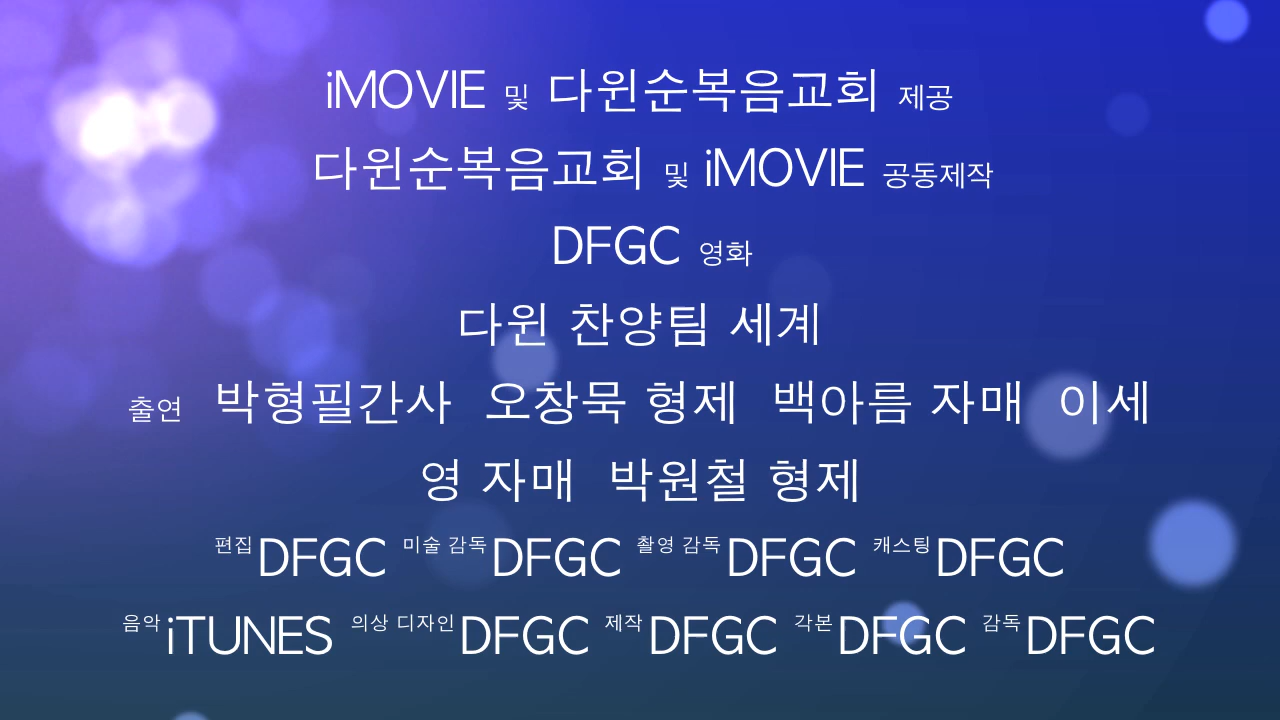 iMOVIE 및 다윈순복음교회 제공
다윈순복음교회 및 iMOVIE 공동제작
DFGC 영화
다윈 찬양팀 세계
출연 박형필간사 오창묵 형제 백아름 자매 이세
영 자매 박원철 형제
편집 DFGC 미술 감독 DFGC 촬영 감독 DFGC 캐스팅 DFGC
음악 iTUNES 의상 디자인 DFGC 제작 DFGC 각본 DFGC 감독 DFGC